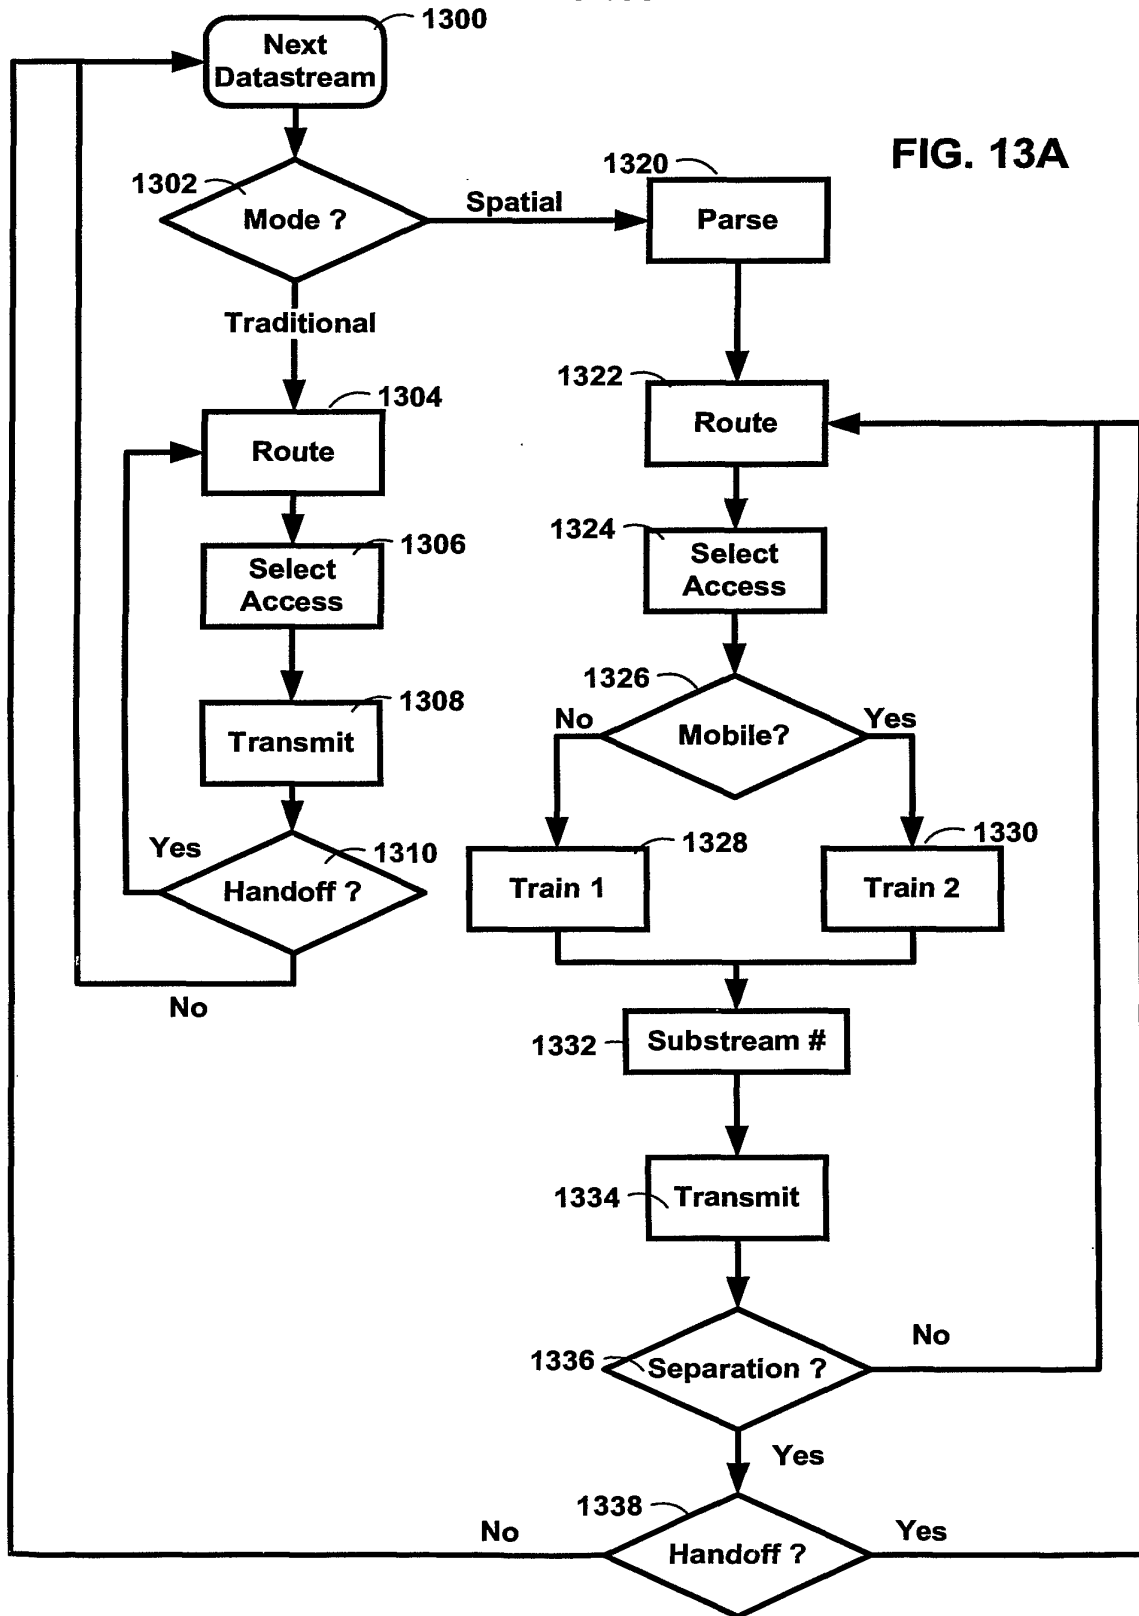 1300
Next
Datastream
FIG. 13A
1302
Mode ?
Spatial
1320
Parse
Traditional
1304
Route
1322
Route
1306
Select
Access
1324
Select
Access
1308
Transmit
1326
Mobile?
No
Yes
Yes
1310
Handoff ?
No
1328
Train 1
1330
Train 2
1332
Substream #
1334
Transmit
1336
Separation ?
No
Yes
1338
Handoff ?
No
Yes